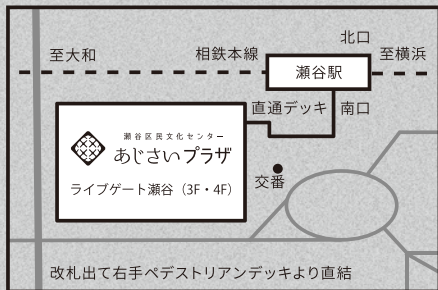 北口
至大和
相鉄本線
至横浜
瀬谷駅
直通デッキ
南口
瀬谷区民文化センター
あじさいプラザ
ライブゲート瀬谷（3F・4F）
交番
改札出て右手ペデストリアンデッキより直結